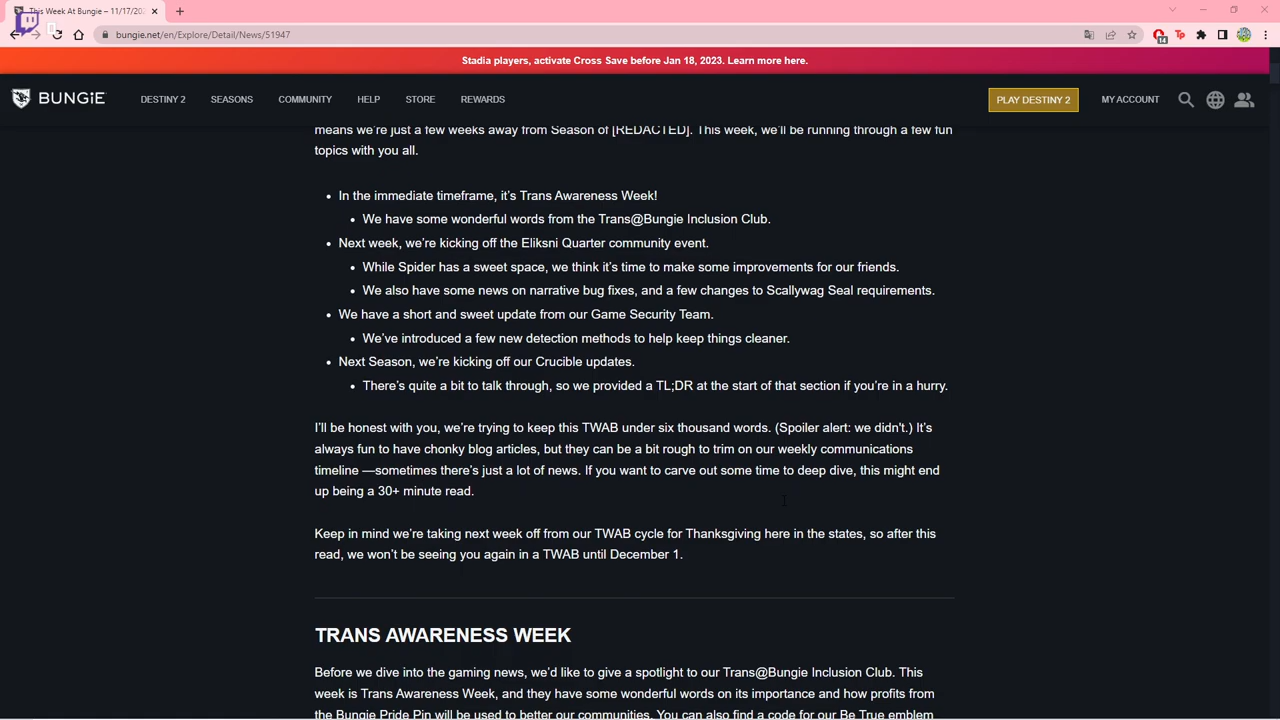 This Week At Bungie – 11/17/202
bungie.net/en/Explore/Detail/News/51947
14
Tp
Stadia players, activate Cross Save before Jan 18, 2023. Learn more here.
BUNGiE
DESTINY 2
SEASONS
COMMUNITY
HELP
STORE
REWARDS
PLAY DESTINY 2
MY ACCOUNT
means we're just a few weeks away from Season of [REDACTED]. This week, we'll be running through a few fun
topics with you all.
• In the immediate timeframe, it's Trans Awareness Week!
• We have some wonderful words from the Trans@Bungie Inclusion Club.
• Next week, we're kicking off the Eliksni Quarter community event.
• While Spider has a sweet space, we think it's time to make some improvements for our friends.
• We also have some news on narrative bug fixes, and a few changes to Scallywag Seal requirements.
• We have a short and sweet update from our Game Security Team.
• We've introduced a few new detection methods to help keep things cleaner.
• Next Season, we're kicking off our Crucible updates.
• There's quite a bit to talk through, so we provided a TL;DR at the start of that section if you're in a hurry.
I'll be honest with you, we're trying to keep this TWAB under six thousand words. (Spoiler alert: we didn't.) It's
always fun to have chonky blog articles, but they can be a bit rough to trim on our weekly communications
timeline —sometimes there's just a lot of news. If you want to carve out some time to deep dive, this might end
up being a 30+ minute read.
Keep in mind we're taking next week off from our TWAB cycle for Thanksgiving here in the states, so after this
read, we won't be seeing you again in a TWAB until December 1.
TRANS AWARENESS WEEK
Before we dive into the gaming news, we'd like to give a spotlight to our Trans@Bungie Inclusion Club. This
week is Trans Awareness Week, and they have some wonderful words on its importance and how profits from
the Bungie Pride Pin will be used to better our communities. You can also find a code for our Be True emblem